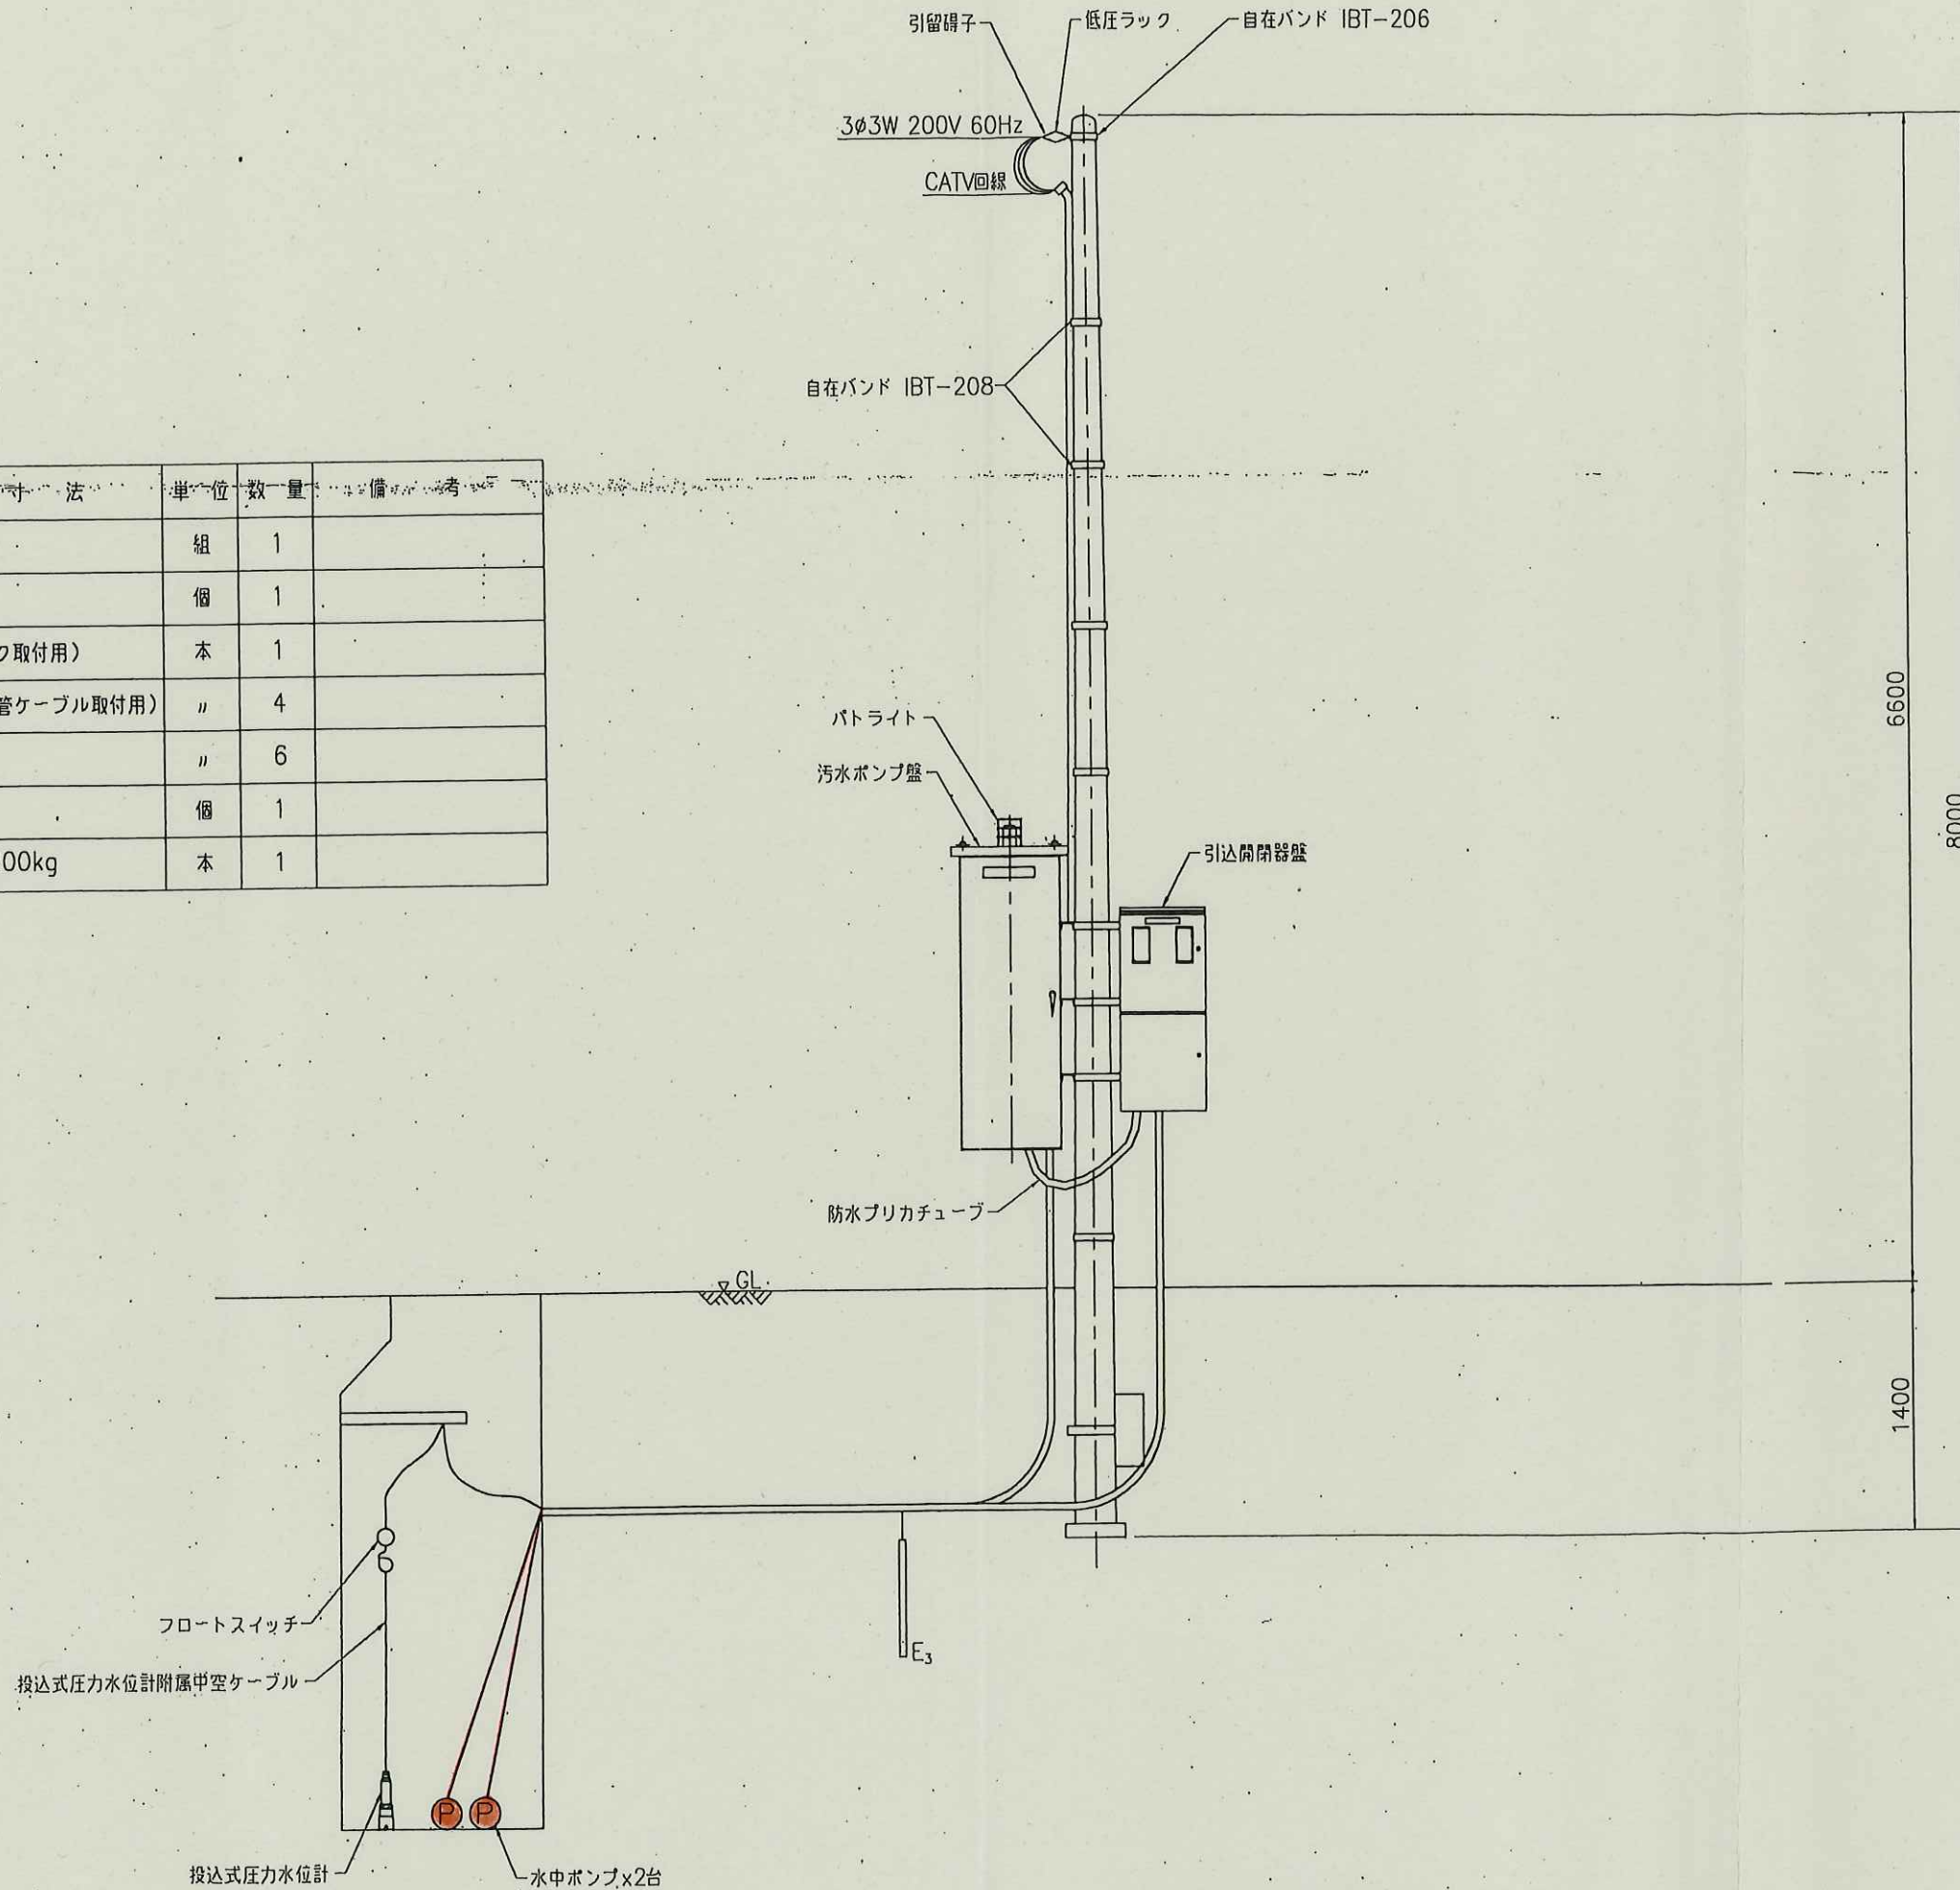 引留碍子
低圧ラック
自在バンド IBT-206
3φ3W 200V 60Hz
CATV回線
自在バンド IBT-208
寸 法 単 位 数 量 備 考
組 1
個 1
ク取付用) 本 1
管ケーブル取付用) 〃 4
〃 6
個 1
00kg 本 1
6600
8000
パトライト
汚水ポンプ盤
引込開閉器盤
防水プリカチューブ
GL
1400
フロートスイッチ
投込式圧力水位計附属中空ケーブル
E3
P P
投込式圧力水位計
水中ポンプx2台